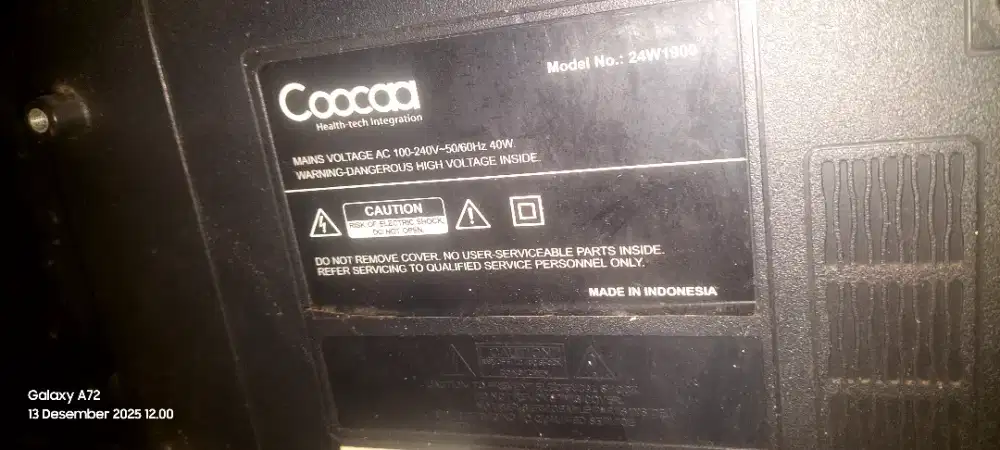 Model No.: 24W1900
Coocaa
Health-tech Integration
MAINS VOLTAGE AC 100-240V~50/60Hz 40W
WARNING-DANGEROUS HIGH VOLTAGE INSIDE.
CAUTION
RISK OF ELECTRIC SHOCK.
DO NOT OPEN.
DO NOT REMOVE COVER. NO USER-SERVICEABLE PARTS INSIDE.
REFER SERVICING TO QUALIFIED SERVICE PERSONNEL ONLY.
MADE IN INDONESIA
CAUTION
Galaxy A72
13 Desember 2025 12.00